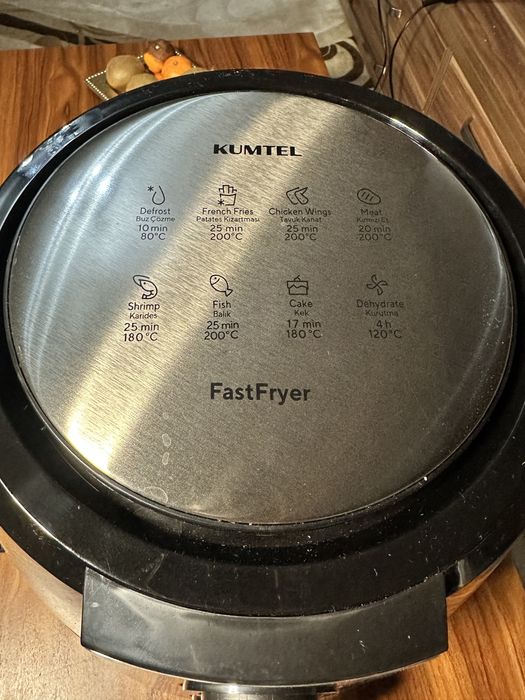 KUMTEL
Defrost
Buz Çözme
10 min
80°C
French Fries
Patates Kızartması
25 min
200°C
Chicken Wings
Tavuk Kanat
25 min
200°C
Meat
Kırmızı Et
20 min
200°C
Shrimp
Karides
25 min
180°C
Fish
Balık
25 min
200°C
Cake
Kek
17 min
180°C
Dehydrate
Kurutma
4 h
120°C
FastFryer